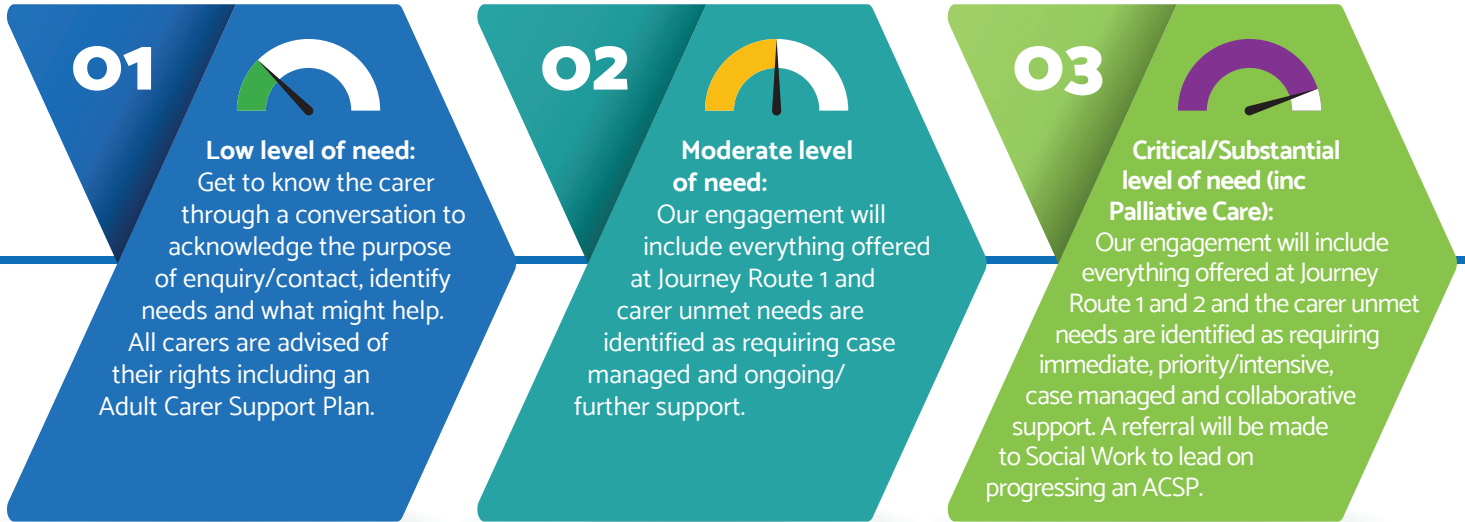 01
Low level of need:
Get to know the carer
through a conversation to
acknowledge the purpose
of enquiry/contact, identify
needs and what might help.
All carers are advised of
their rights including an
Adult Carer Support Plan.
02
Moderate level
of need:
Our engagement will
include everything offered
at Journey Route 1 and
carer unmet needs are
identified as requiring case
managed and ongoing/
further support.
03
Critical/Substantial
level of need (inc
Palliative Care):
Our engagement will include
everything offered at Journey
Route 1 and 2 and the carer unmet
needs are identified as requiring
immediate, priority/intensive,
case managed and collaborative
support. A referral will be made
to Social Work to lead on
progressing an ACSP.